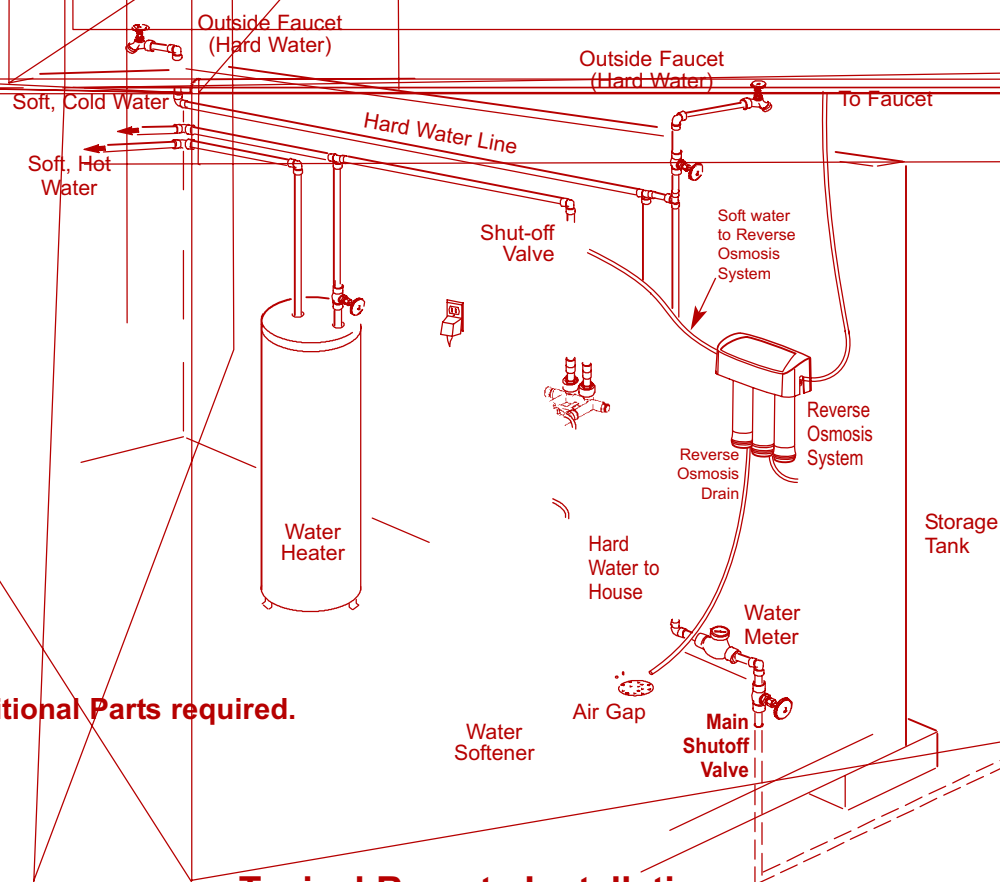 Outside Faucet
(Hard Water)
Outside Faucet
(Hard Water)
Soft, Cold Water
To Faucet
Hard Water Line
Soft, Hot
Water
Shut-off
Valve
Soft water
to Reverse
Osmosis
System
Reverse
Osmosis
System
Reverse
Osmosis
Drain
Storage
Tank
Water
Heater
Hard
Water to
House
Water
Meter
Parts required.
Air Gap
Main
Shutoff
Valve
Water
Softener